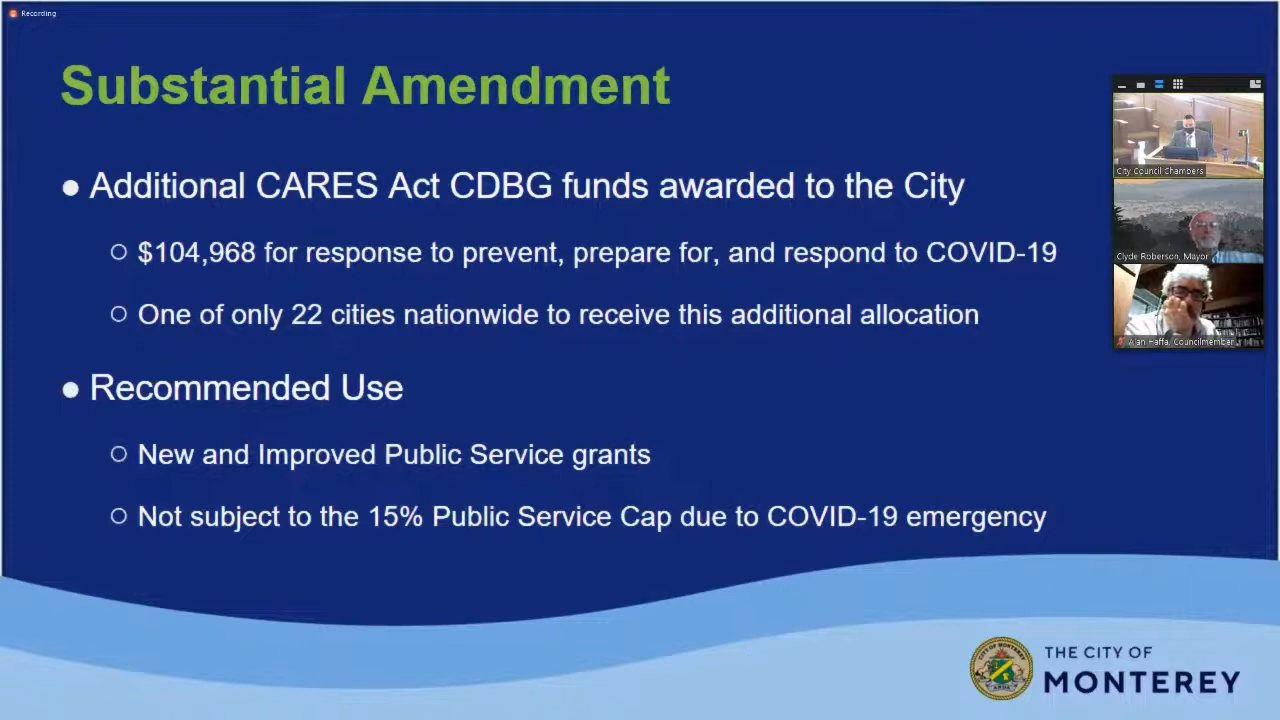 Recording
Substantial Amendment
● Additional CARES Act CDBG funds awarded to the City
○ $104,968 for response to prevent, prepare for, and respond to COVID-19
○ One of only 22 cities nationwide to receive this additional allocation
● Recommended Use
○ New and Improved Public Service grants
○ Not subject to the 15% Public Service Cap due to COVID-19 emergency
City Council Chambers
Clyde Roberson, Mayor
Alan Haffa, Councilmember
THE CITY OF
MONTEREY